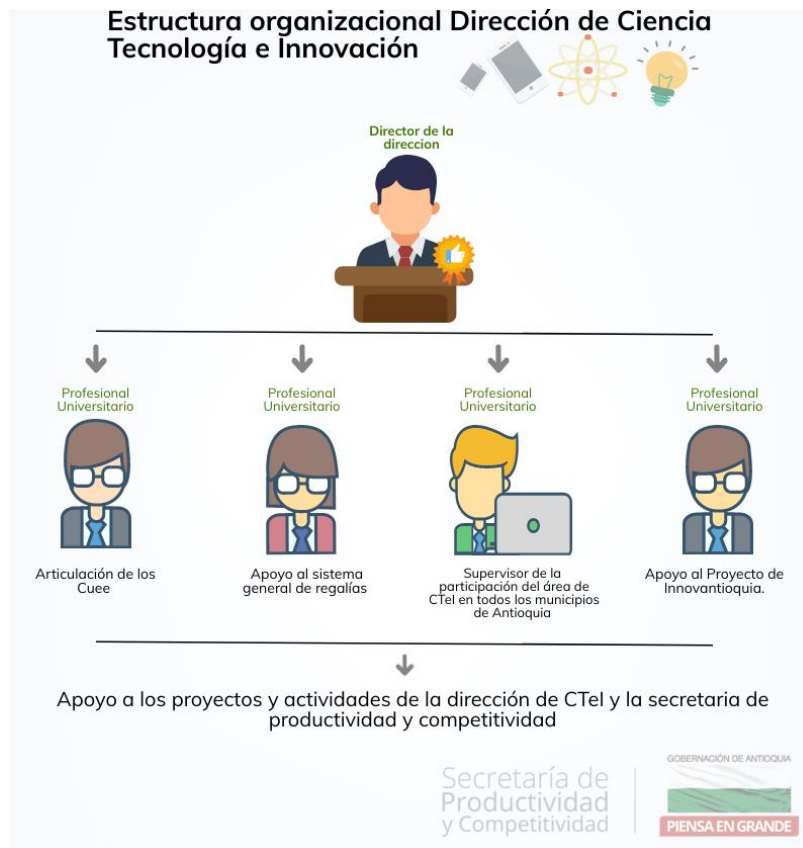 Estructura organizacional Dirección de Ciencia
Tecnología e Innovación
Director de la
direccion
Profesional
Universitario
Profesional
Universitario
Profesional
Universitario
Profesional
Universitario
Articulación de los
Cuee
Apoyo al sistema
general de regalías
Supervisor de la
participación del área de
CTeI en todos los municipios
de Antioquia
Apoyo al Proyecto de
Innovantioquia.
Apoyo a los proyectos y actividades de la dirección de CTeI y la secretaria de
productividad y competitividad
Secretaría de
Productividad
y Competitividad
GOBERNACIÓN DE ANTIOQUIA
PIENSA EN GRANDE